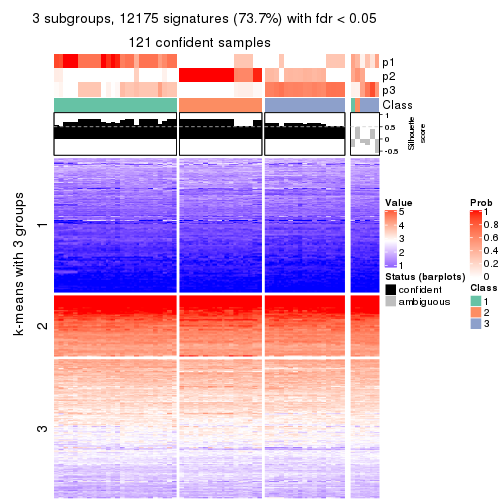 3 subgroups, 12175 signatures (73.7%) with fdr < 0.05
121 confident samples
p1
p2
p3
Class
1
0.5
0
-0.5
Silhouette
score
k-means with 3 groups
1
2
3
Value
5
4
3
2
1
Status (barplots)
confident
ambiguous
Prob
1
0.8
0.6
0.4
0.2
0
Class
1
2
3